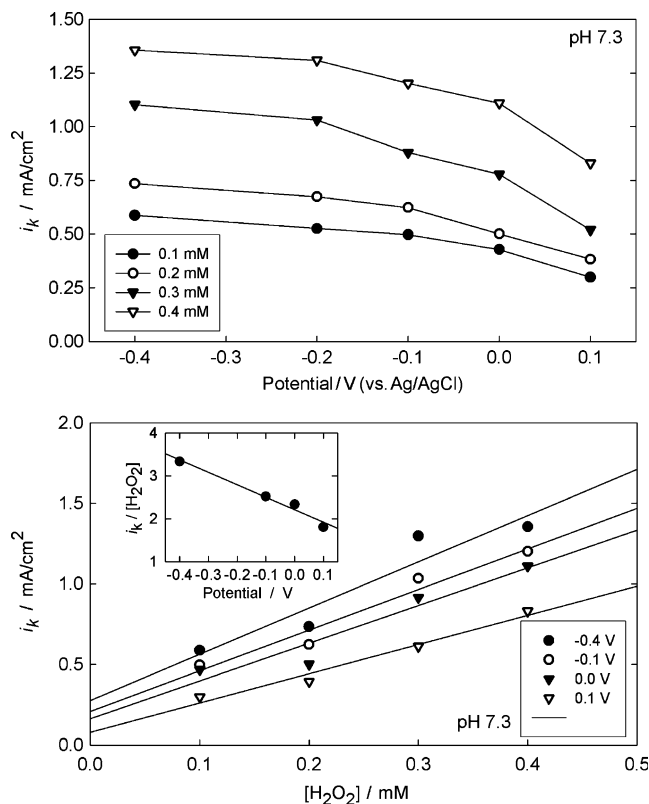 1.50
1.25
1.00
0.75
0.50
0.25
0.00
i_k / mA/cm²
pH 7.3
0.1 mM
0.2 mM
0.3 mM
0.4 mM
-0.4 -0.3 -0.2 -0.1 0.0 0.1
Potential / V (vs. Ag/AgCl)
2.0
1.5
1.0
0.5
0.0
i_k / mA/cm²
4
3
2
1
i_k / [H₂O₂]
-0.4 -0.3 -0.2 -0.1 0.0 0.1
Potential / V
-0.4 V
-0.1 V
0.0 V
0.1 V
pH 7.3
0.0 0.1 0.2 0.3 0.4 0.5
[H₂O₂] / mM